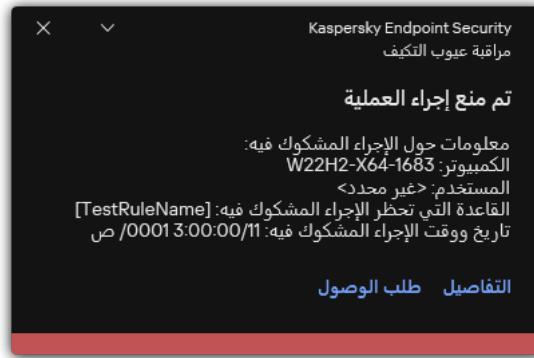 Kaspersky Endpoint Security
مراقبة عيوب التكيف
تم منع إجراء العملية
معلومات حول الإجراء المشكوك فيه:
الكمبيوتر: W22H2-X64-1683
المستخدم: <غير محدد>
القاعدة التي تحظر الإجراء المشكوك فيه: [TestRuleName]
تاريخ ووقت الإجراء المشكوك فيه: 11/0001 3:00:00/ ص
التفاصيل طلب الوصول